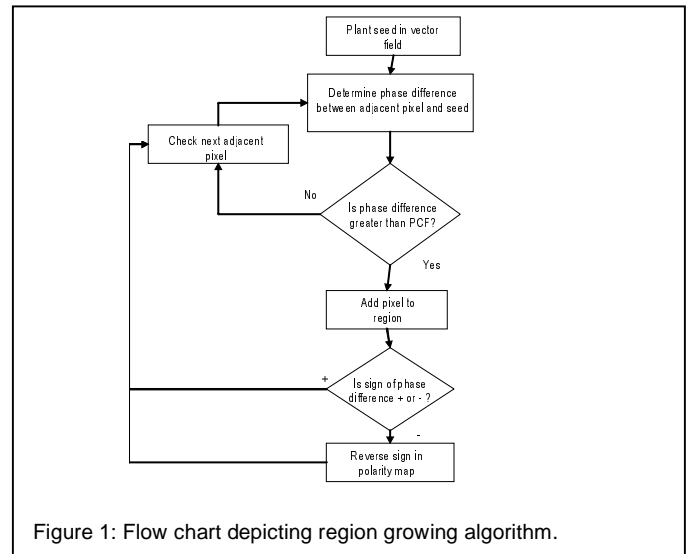 Plant seed in vector
field
Determine phase difference
between adjacent pixel and seed
Check next adjacent
pixel
No
Is phase difference
greater than PCF?
Yes
Add pixel to
region
+
Is sign of phase
difference + or - ?
-
Reverse sign in
polarity map
Figure 1: Flow chart depicting region growing algorithm.